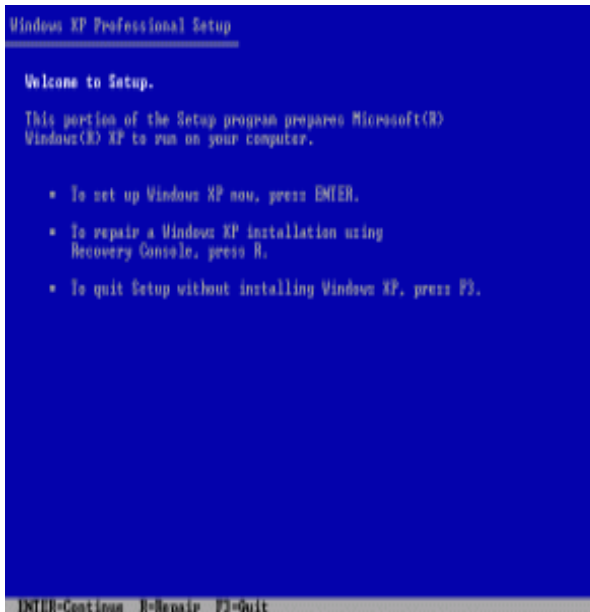 Windows XP Professional Setup
Welcome to Setup.
This portion of the Setup program prepares Microsoft(R)
Windows(R) XP to run on your computer.
• To set up Windows XP now, press ENTER.
• To repair a Windows XP installation using
Recovery Console, press R.
• To quit Setup without installing Windows XP, press F3.
ENTER=Continue R=Repair F3=Quit